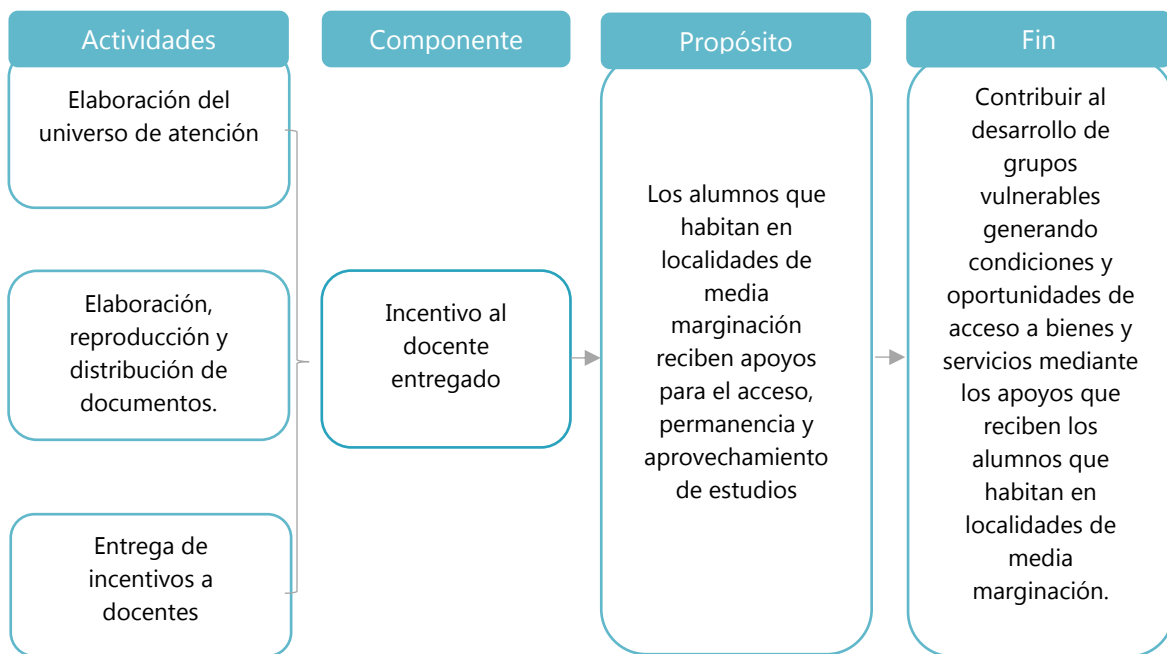 Actividades
Elaboración del
universo de atención
Elaboración,
reproducción y
distribución de
documentos.
Entrega de
incentivos a
docentes
Componente
Incentivo al
docente
entregado
Propósito
Los alumnos que
habitan en
localidades de
media
marginación
reciben apoyos
para el acceso,
permanencia y
aprovechamiento
de estudios
Fin
Contribuir al
desarrollo de
grupos
vulnerables
generando
condiciones y
oportunidades de
acceso a bienes y
servicios mediante
los apoyos que
reciben los
alumnos que
habitan en
localidades de
media
marginación.